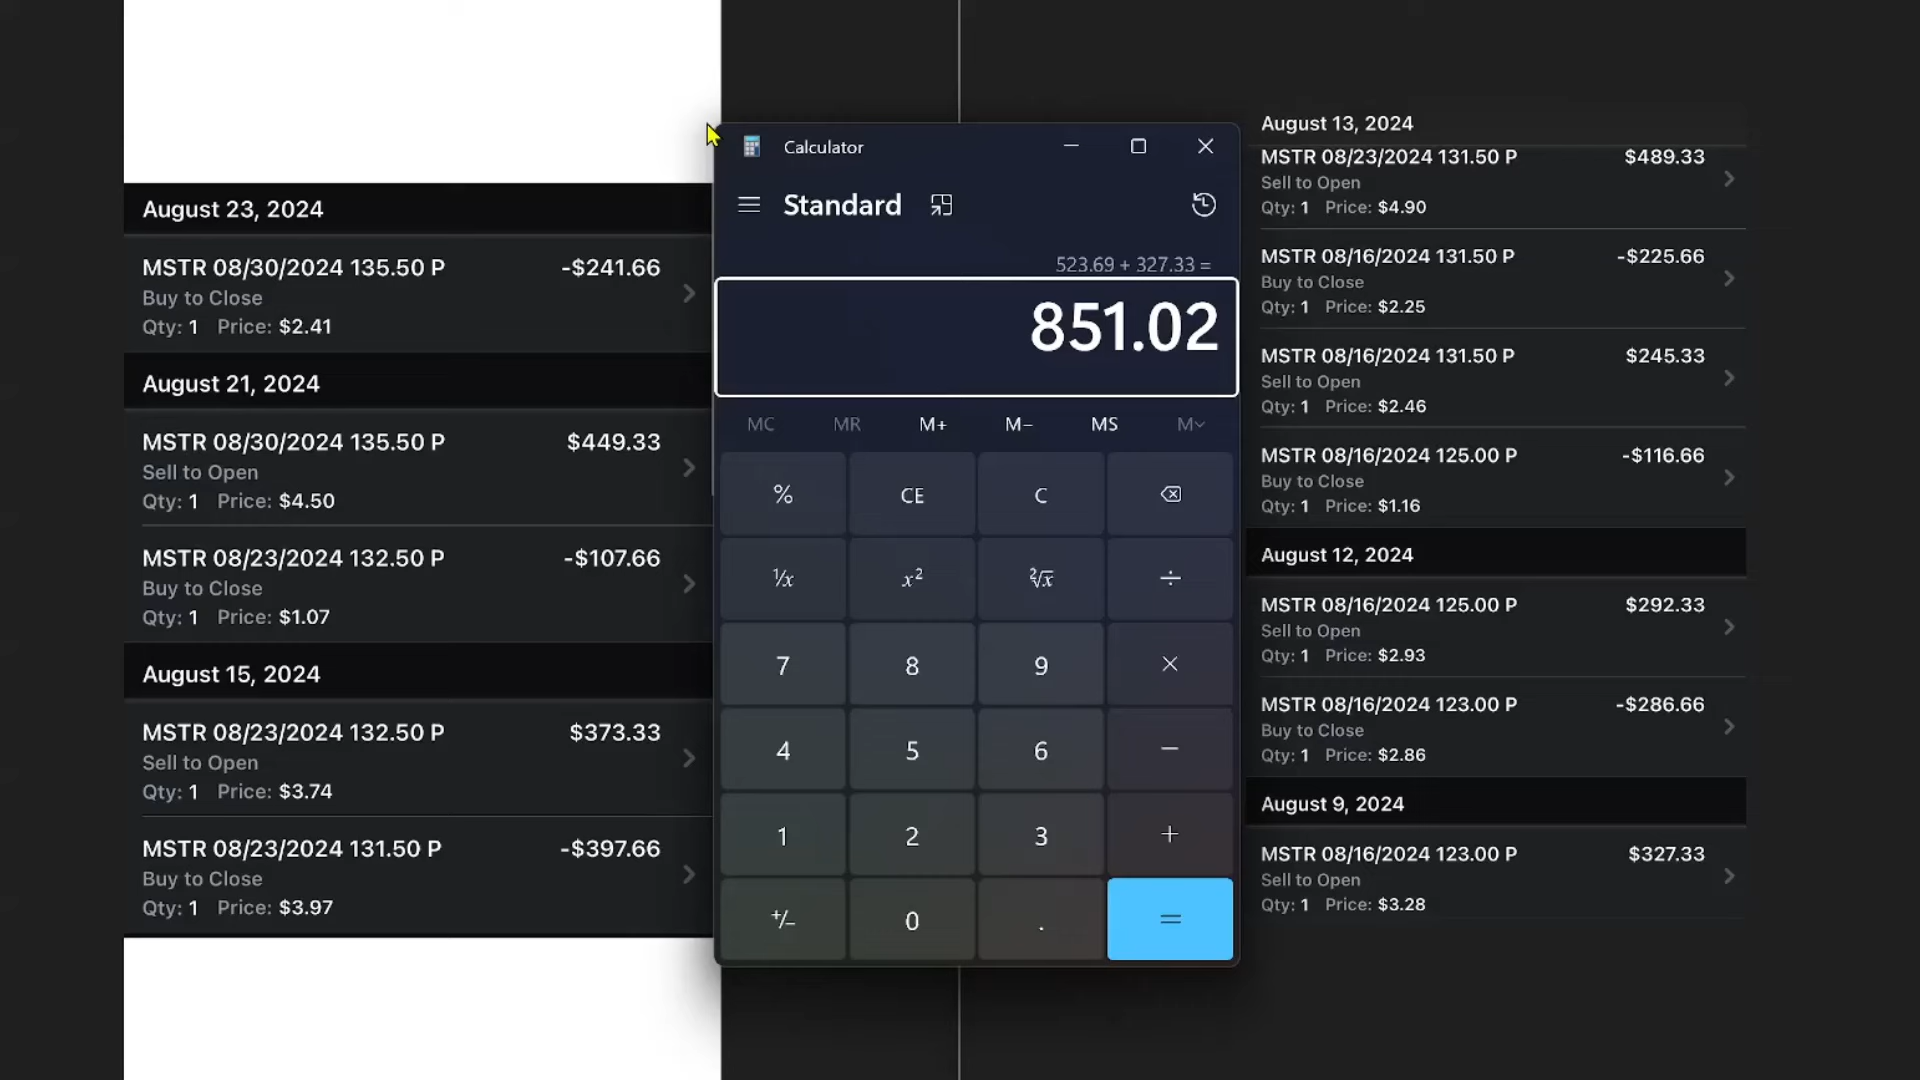 August 23, 2024
MSTR 08/30/2024 135.50 P -$241.66
Buy to Close
Qty: 1 Price: $2.41
August 21, 2024
MSTR 08/30/2024 135.50 P $449.33
Sell to Open
Qty: 1 Price: $4.50
MSTR 08/23/2024 132.50 P -$107.66
Buy to Close
Qty: 1 Price: $1.07
August 15, 2024
MSTR 08/23/2024 132.50 P $373.33
Sell to Open
Qty: 1 Price: $3.74
MSTR 08/23/2024 131.50 P -$397.66
Buy to Close
Qty: 1 Price: $3.97
Calculator
Standard
523.69 + 327.33 =
851.02
MC MR M+ M− MS M˅
% CE C
⅟x x² ²√x ÷
7 8 9 ×
4 5 6 −
1 2 3 +
+/− 0 . =
August 13, 2024
MSTR 08/23/2024 131.50 P $489.33
Sell to Open
Qty: 1 Price: $4.90
MSTR 08/16/2024 131.50 P -$225.66
Buy to Close
Qty: 1 Price: $2.25
MSTR 08/16/2024 131.50 P $245.33
Sell to Open
Qty: 1 Price: $2.46
MSTR 08/16/2024 125.00 P -$116.66
Buy to Close
Qty: 1 Price: $1.16
August 12, 2024
MSTR 08/16/2024 125.00 P $292.33
Sell to Open
Qty: 1 Price: $2.93
MSTR 08/16/2024 123.00 P -$286.66
Buy to Close
Qty: 1 Price: $2.86
August 9, 2024
MSTR 08/16/2024 123.00 P $327.33
Sell to Open
Qty: 1 Price: $3.28